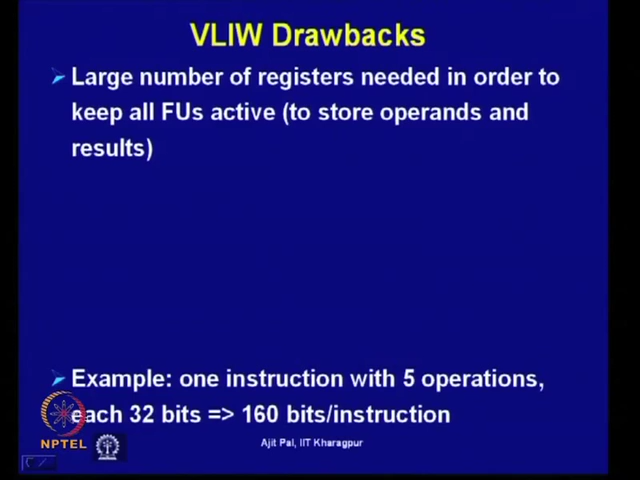 VLIW Drawbacks
Large number of registers needed in order to
keep all FUs active (to store operands and
results)
Example: one instruction with 5 operations,
each 32 bits => 160 bits/instruction
NPTEL
Ajit Pal, IIT Kharagpur